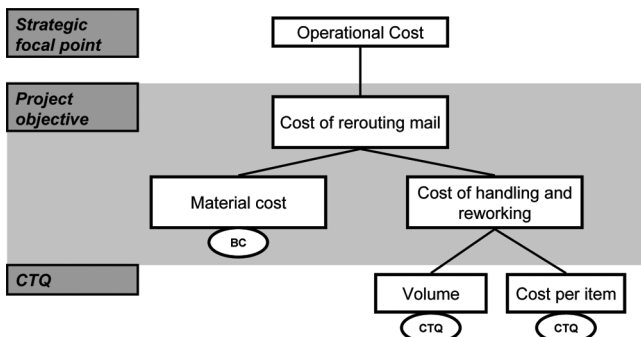 Strategic
focal point
Operational Cost
Project
objective
Cost of rerouting mail
Material cost
Cost of handling and
reworking
BC
CTQ
Volume
Cost per item
CTQ
CTQ